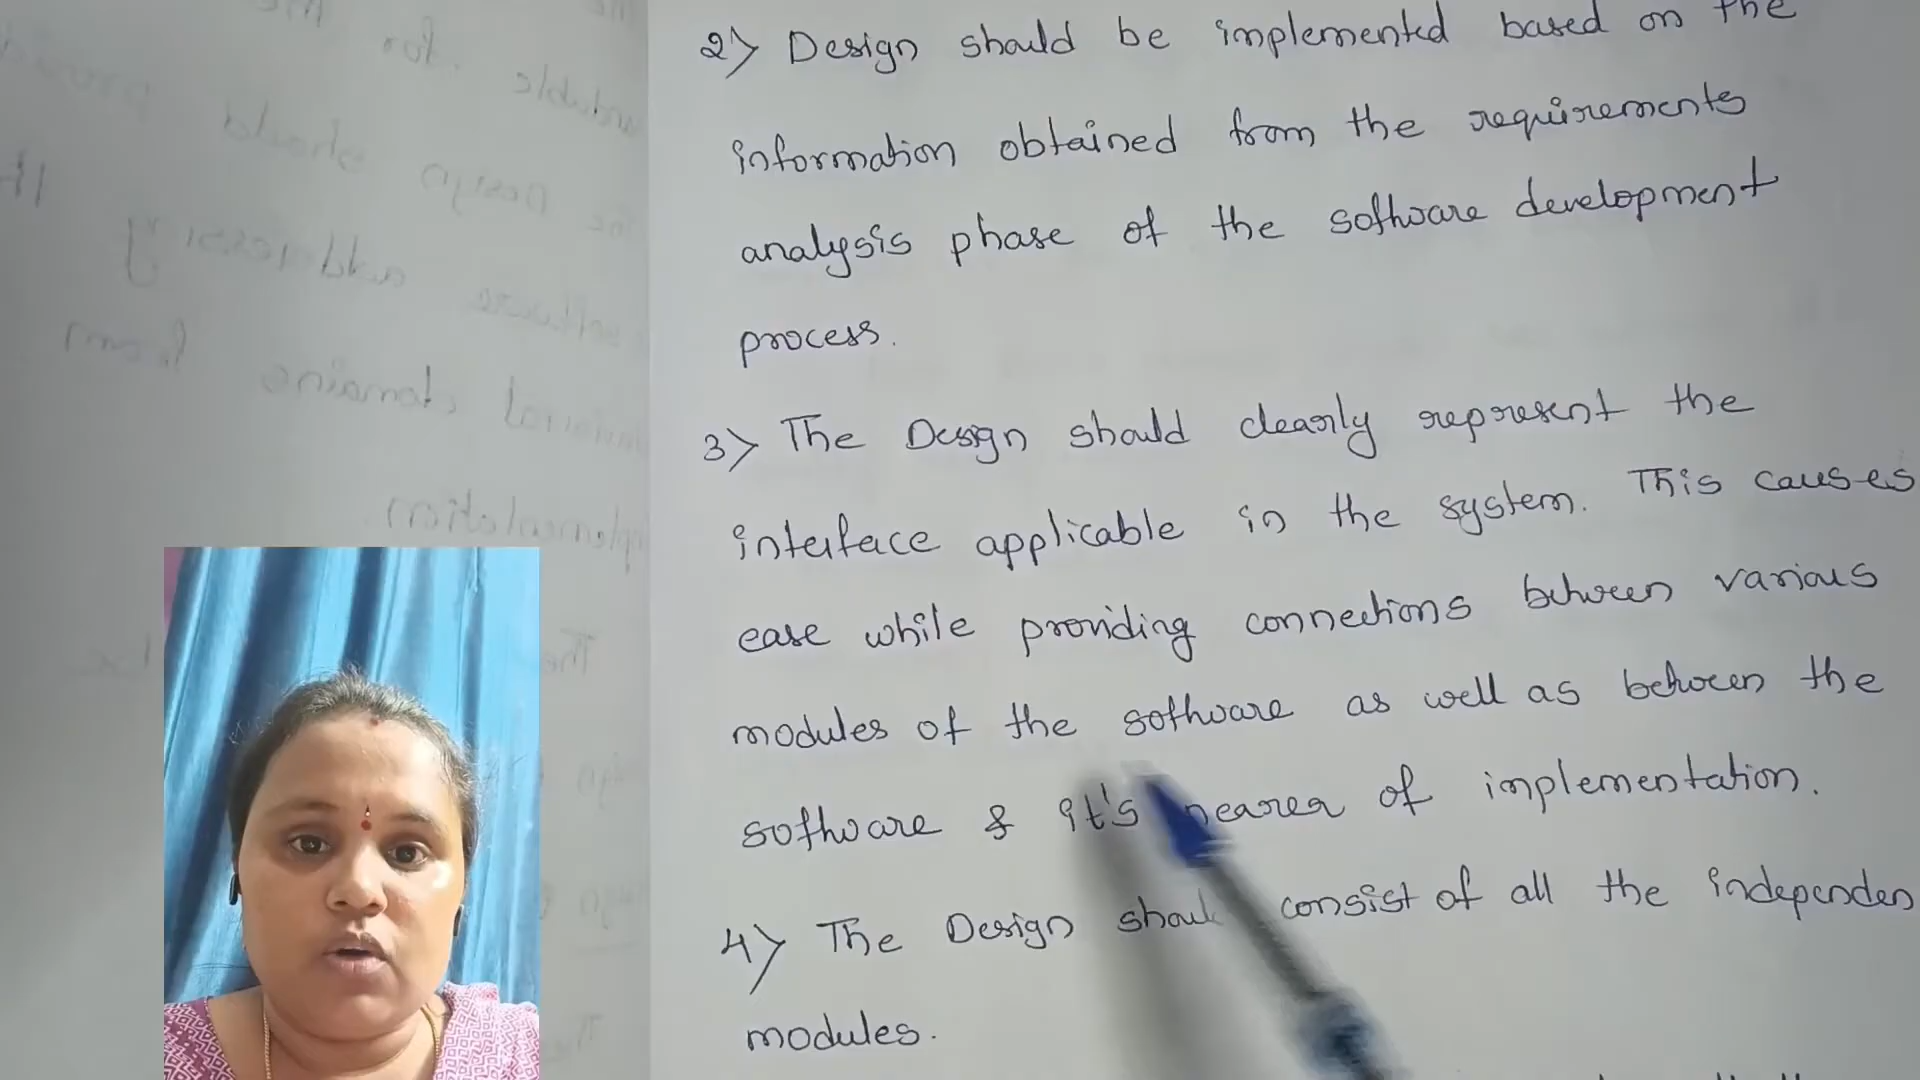 2) Design should be implemented based on the
information obtained from the requirements
analysis phase of the software development
process.
3) The Design should clearly represent the
interface applicable in the system. This causes
ease while providing connections between various
modules of the software as well as between the
software & it's nearer of implementation.
4) The Design shoul consist of all the independen
modules.